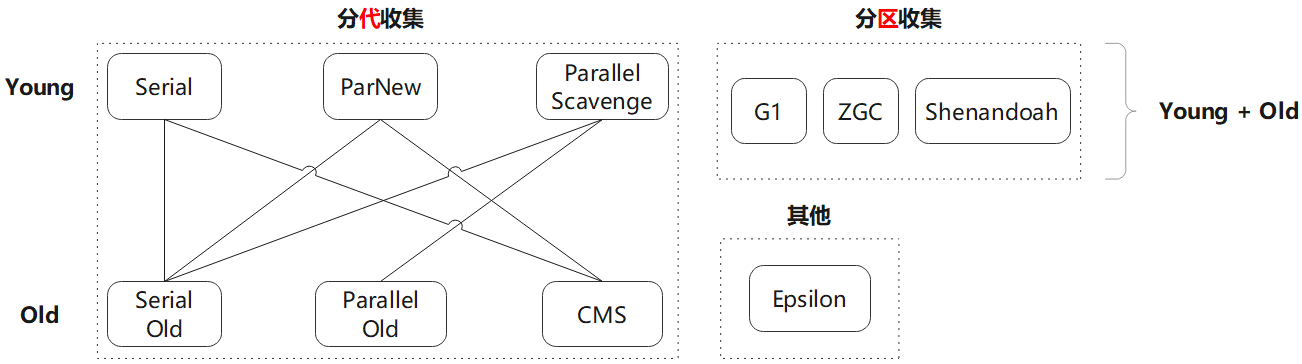 分代收集
分区收集
Young
Serial
ParNew
Parallel
Scavenge
G1
ZGC
Shenandoah
Young + Old
其他
Old
Serial
Old
Parallel
Old
CMS
Epsilon